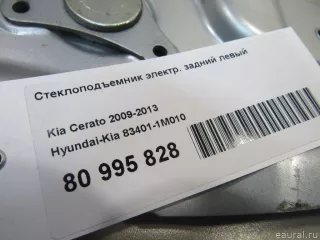 Стеклоподъемник электр. задний левый
Kia Cerato 2009-2013
Hyundai-Kia 83401-1M010
80 995 828
eaural.ru